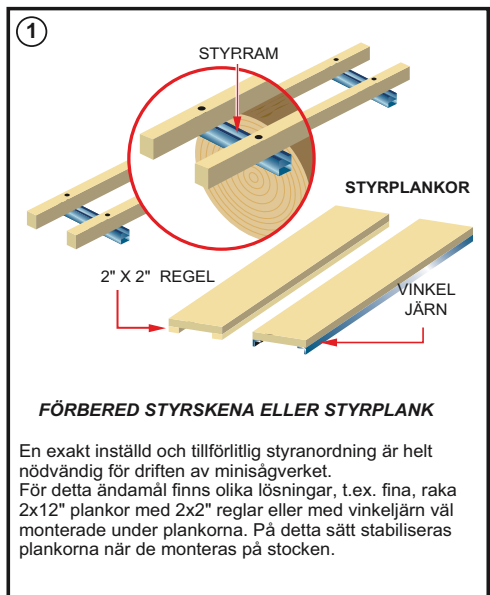 1
STYRRAM
STYRPLANKOR
2" X 2" REGEL
VINKEL
JÄRN
FÖRBERED STYRSKENA ELLER STYRPLANK
En exakt inställd och tillförlitlig styranordning är helt
nödvändig för driften av minisågverket.
För detta ändamål finns olika lösningar, t.ex. fina, raka
2x12" plankor med 2x2" reglar eller med vinkeljärn väl
monterade under plankorna. På detta sätt stabiliseras
plankorna när de monteras på stocken.